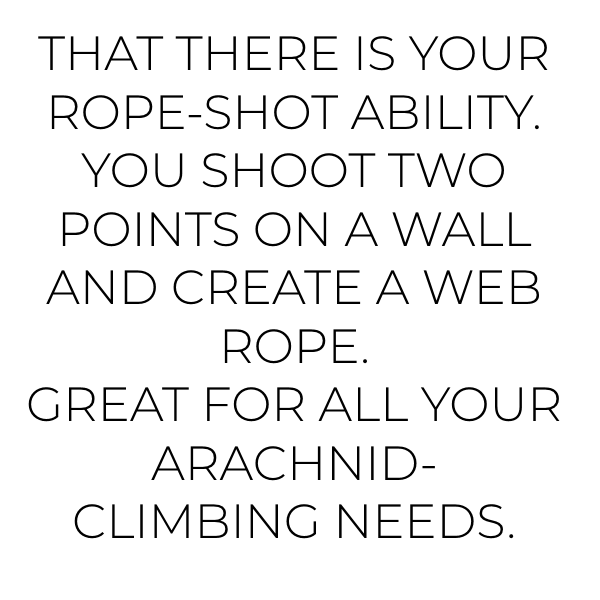 THAT THERE IS YOUR
ROPE-SHOT ABILITY.
YOU SHOOT TWO
POINTS ON A WALL
AND CREATE A WEB
ROPE.
GREAT FOR ALL YOUR
ARACHNID-
CLIMBING NEEDS.